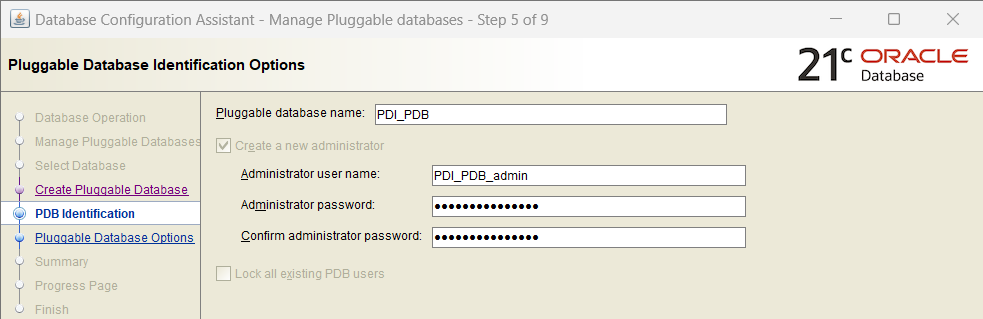 Database Configuration Assistant - Manage Pluggable databases - Step 5 of 9
Pluggable Database Identification Options
21c ORACLE
Database
Database Operation
Manage Pluggable Databases
Select Database
Create Pluggable Database
PDB Identification
Pluggable Database Options
Summary
Progress Page
Finish
Pluggable database name: PDI_PDB
Create a new administrator
Administrator user name: PDI_PDB_admin
Administrator password: •••••••••••••••
Confirm administrator password: •••••••••••••••
Lock all existing PDB users